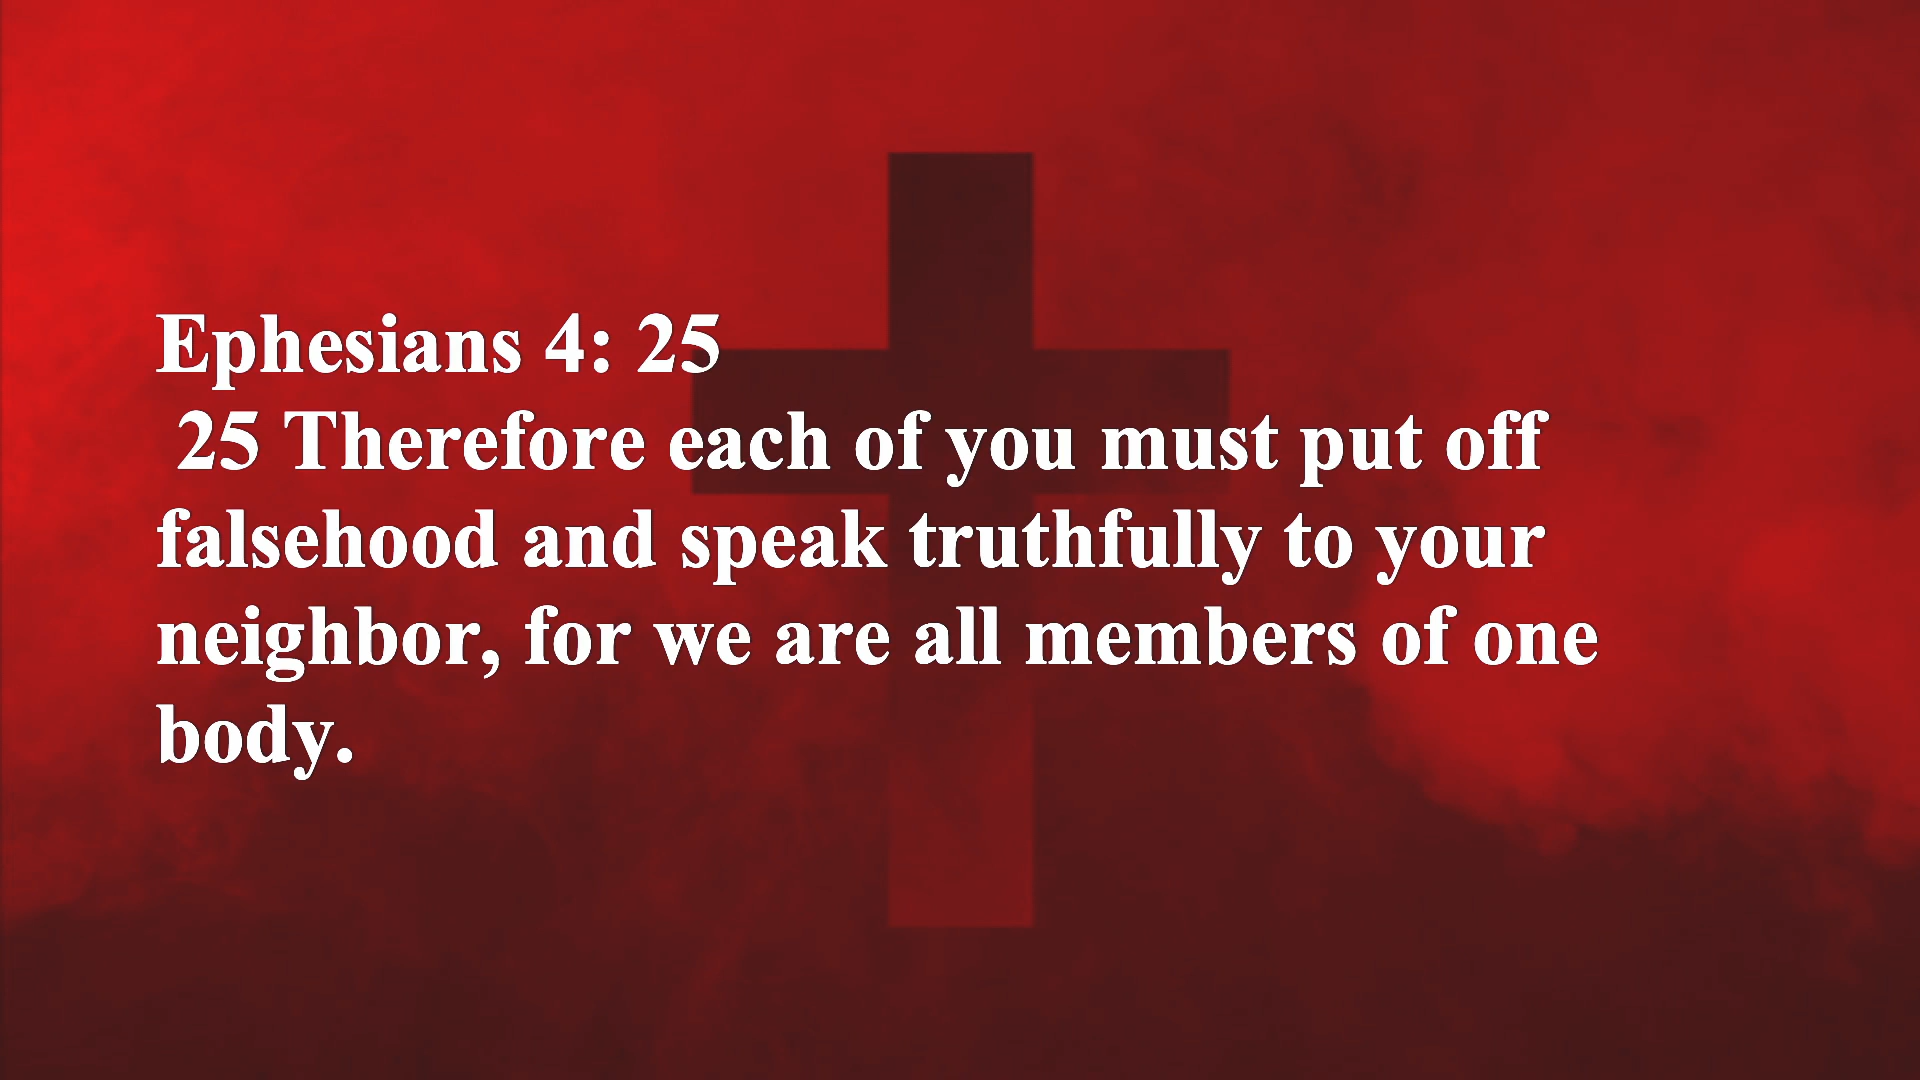 Ephesians 4: 25
25 Therefore each of you must put off
falsehood and speak truthfully to your
neighbor, for we are all members of one
body.